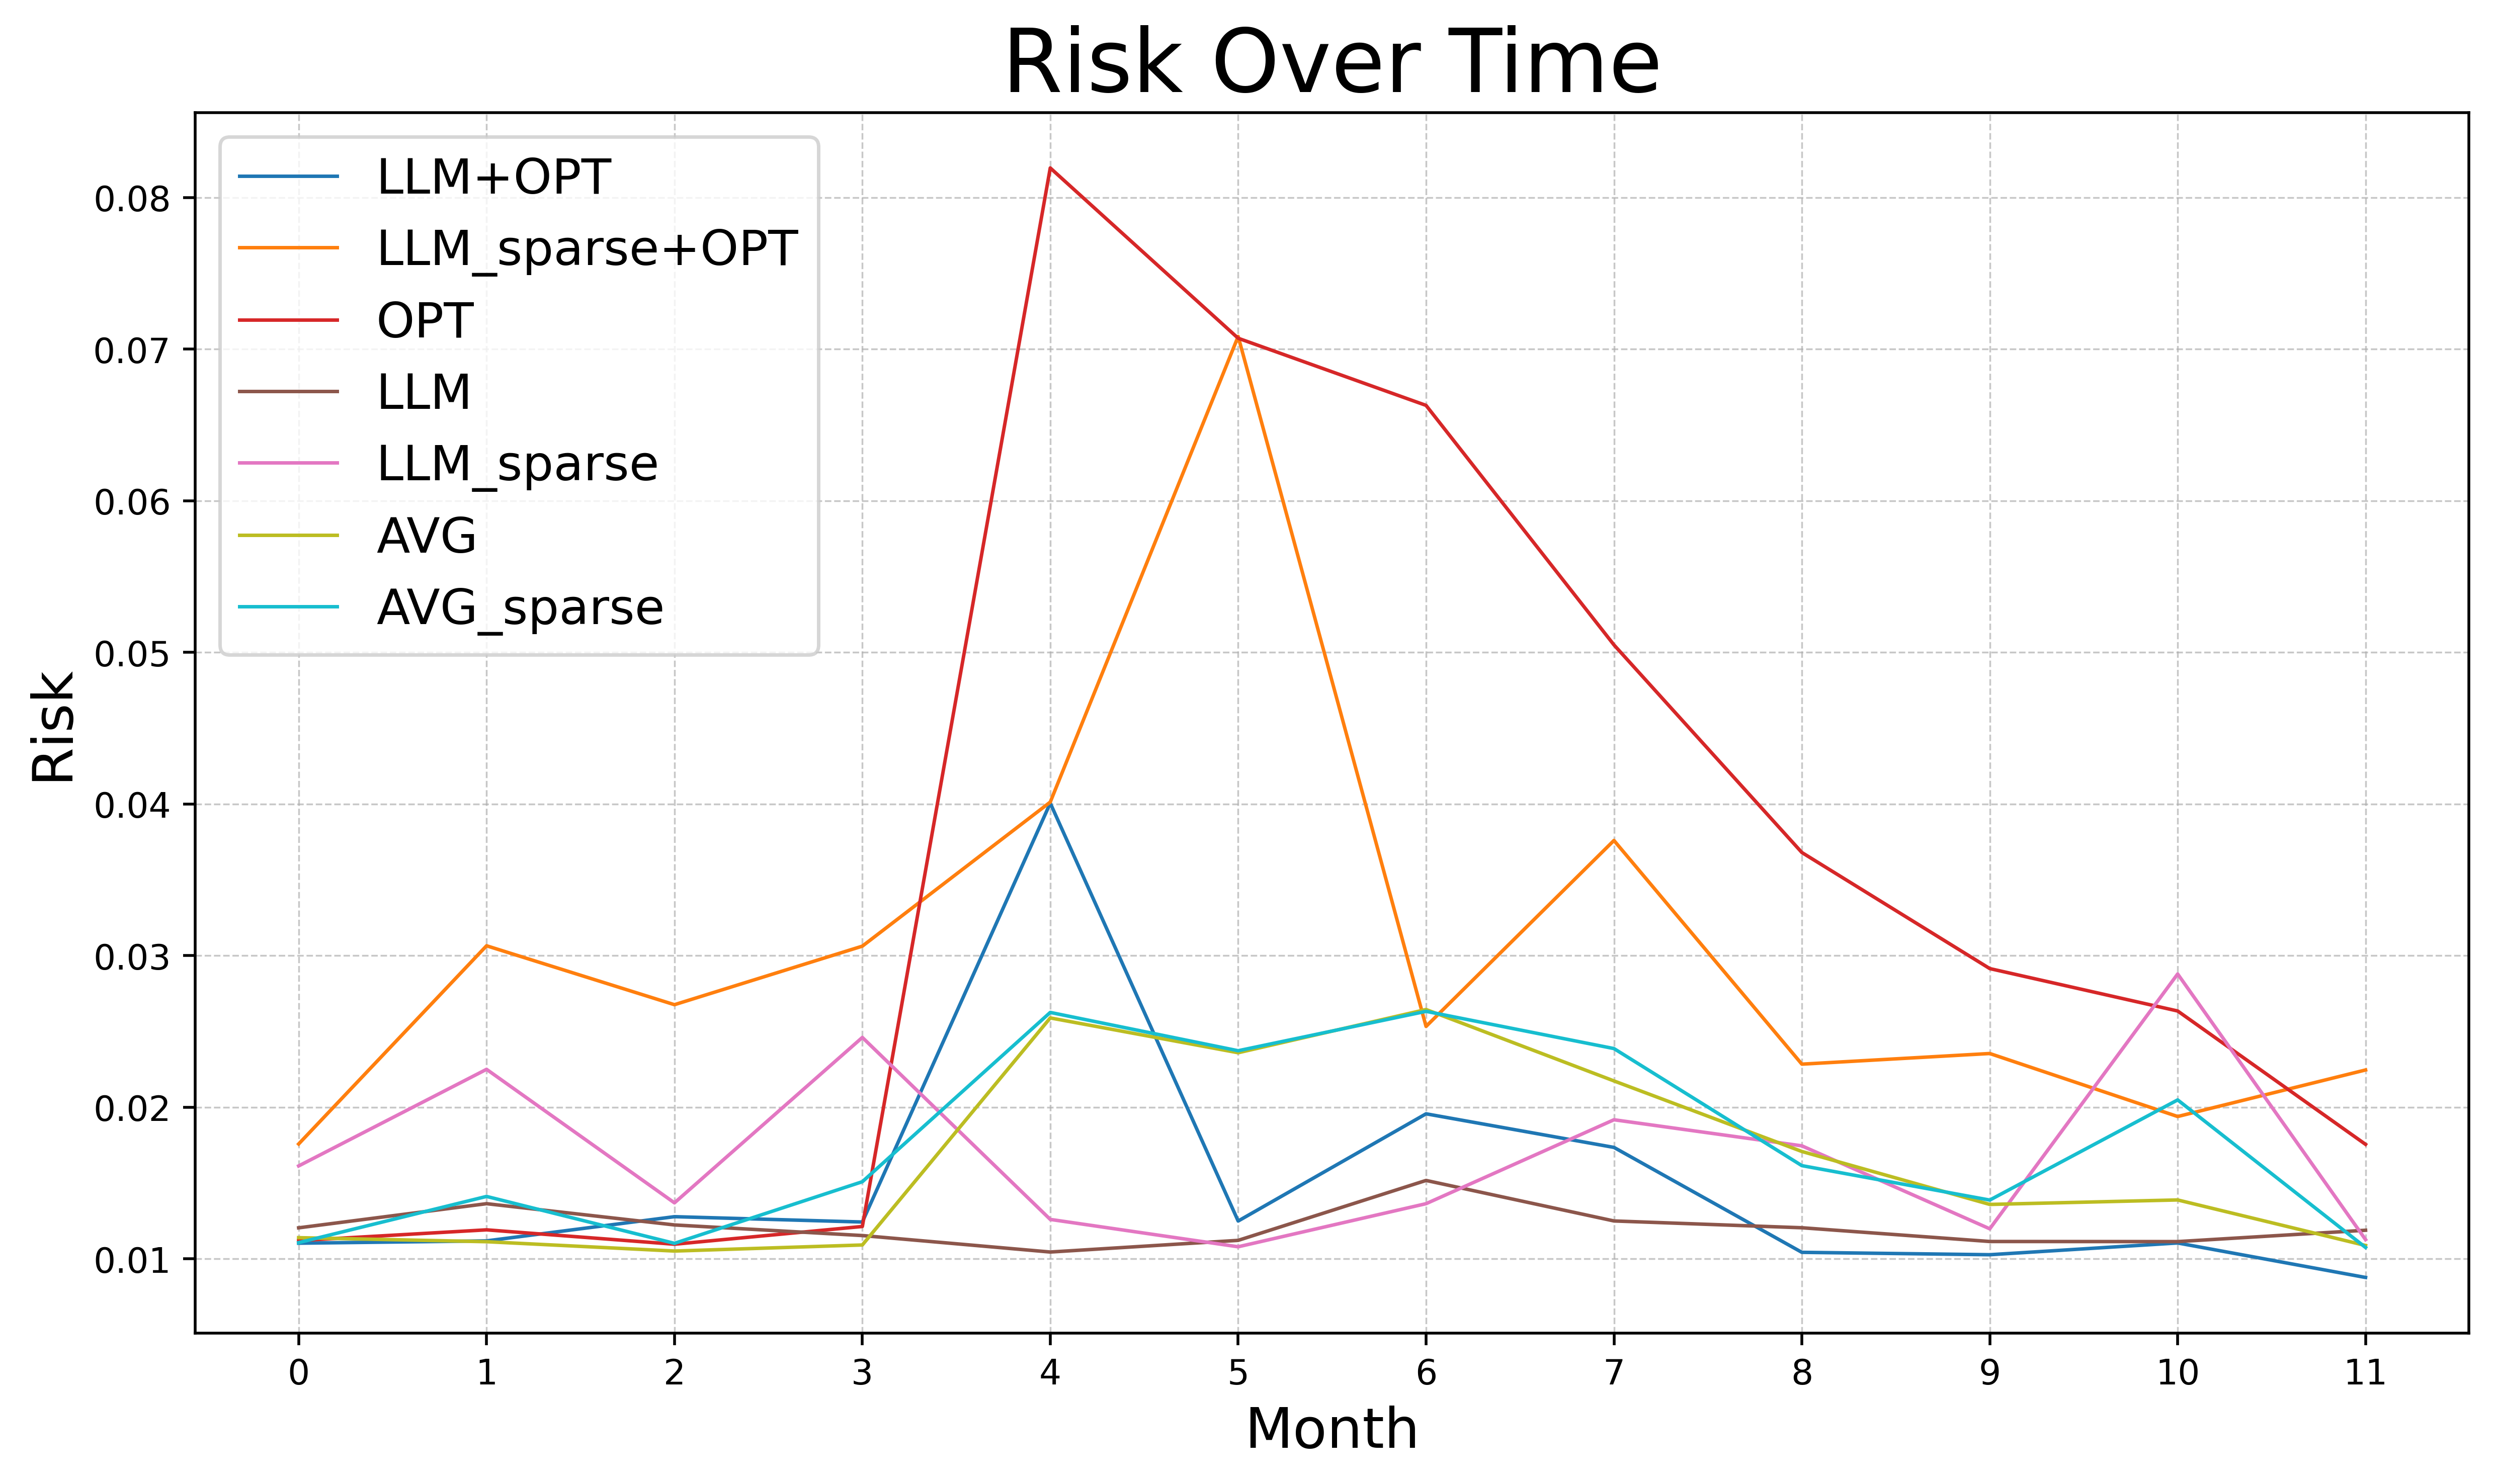 Risk Over Time
LLM+OPT
LLM_sparse+OPT
OPT
LLM
LLM_sparse
AVG
AVG_sparse
0.08
0.07
0.06
0.05
0.04
0.03
0.02
0.01
Risk
0 1 2 3 4 5 6 7 8 9 10 11
Month